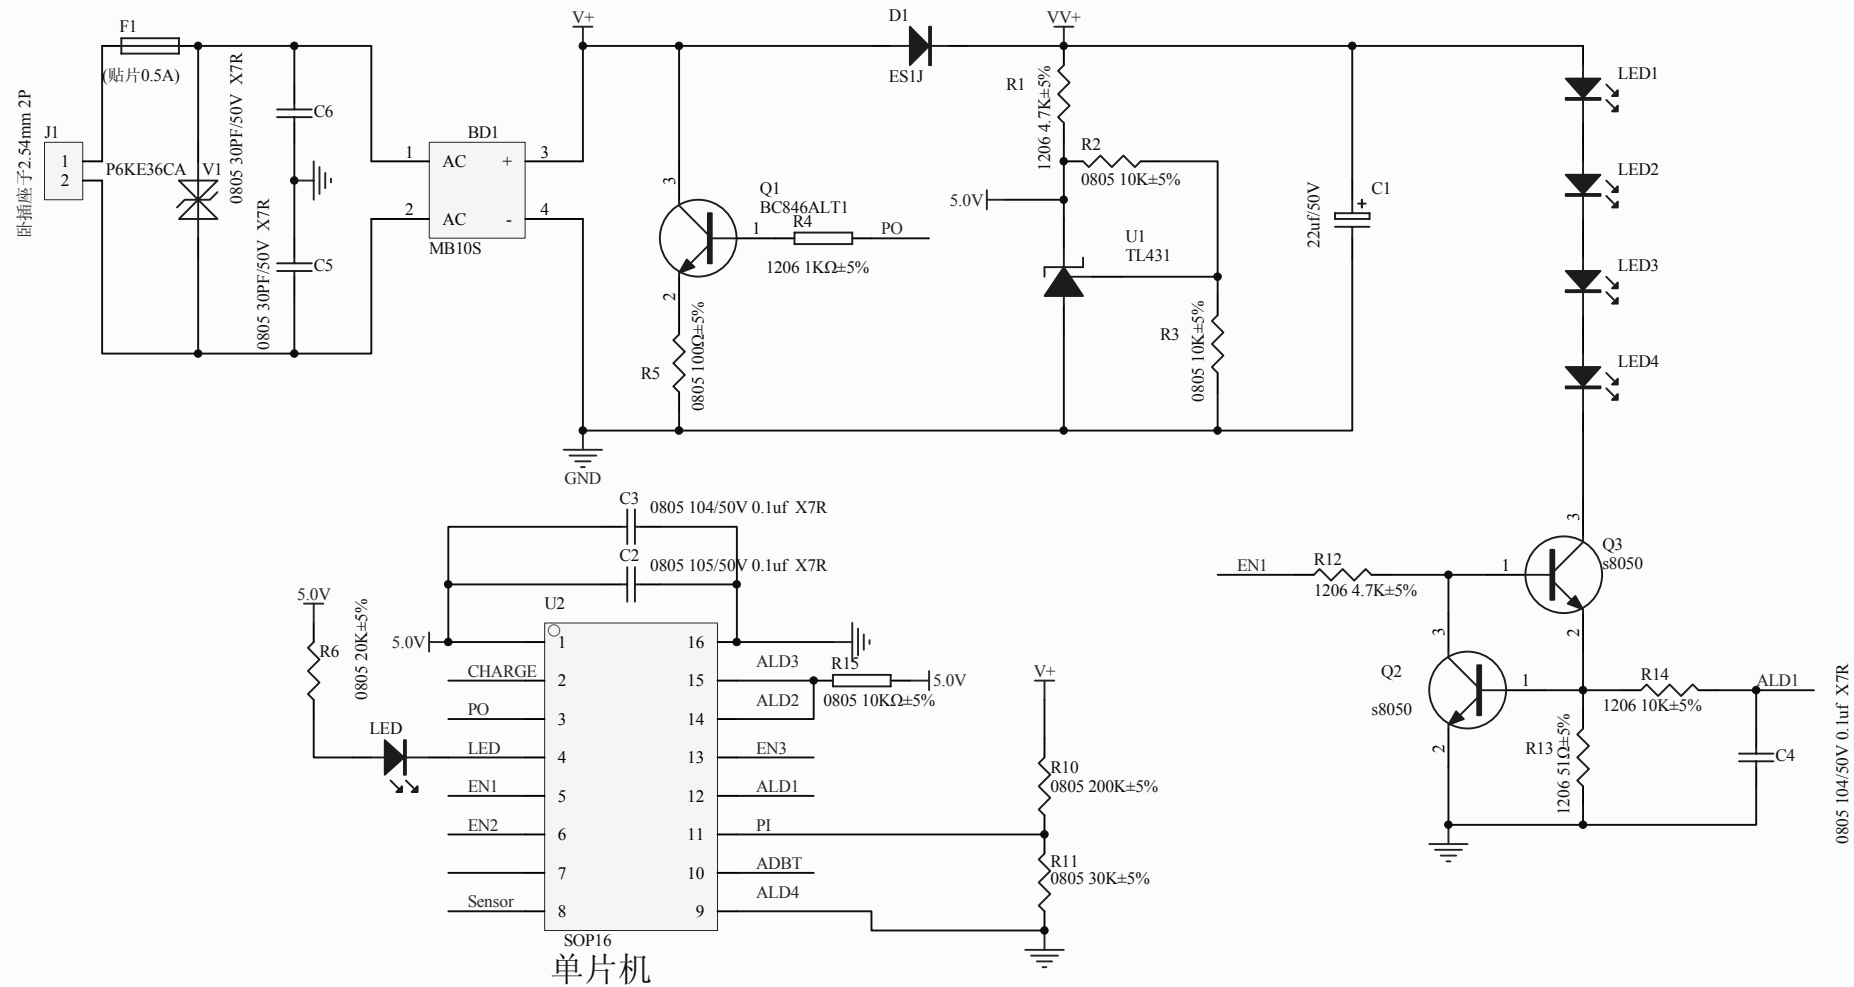 F1
(贴片0.5A)
卧插座子2.54mm 2P
J1
1
2
P6KE36CA
V1
0805 30PF/50V X7R
0805 30PF/50V X7R
C6
C5
BD1
1
AC
+
3
2
AC
-
4
MB10S
V+
D1
ES1J
VV+
3
Q1
BC846ALT1
1
R4
PO
1206 1KΩ±5%
2
R5
0805 100Ω±5%
GND
R1
1206 4.7K±5%
R2
0805 10K±5%
5.0V
U1
TL431
R3
0805 10K±5%
22uf/50V
+
C1
LED1
LED2
LED3
LED4
C3
0805 104/50V 0.1uf X7R
C2
0805 105/50V 0.1uf X7R
U2
5.0V
R6
0805 20K±5%
LED
5.0V
1
16
CHARGE
2
15
ALD3
R15
5.0V
0805 10KΩ±5%
PO
3
14
ALD2
LED
4
13
EN3
EN1
5
12
ALD1
EN2
6
11
PI
7
10
ADBT
Sensor
8
9
ALD4
SOP16
单片机
V+
R10
0805 200K±5%
R11
0805 30K±5%
EN1
R12
1206 4.7K±5%
1
3
Q3
s8050
2
3
Q2
s8050
1
2
R14
1206 10K±5%
ALD1
R13
1206 51Ω±5%
C4
0805 104/50V 0.1uf X7R